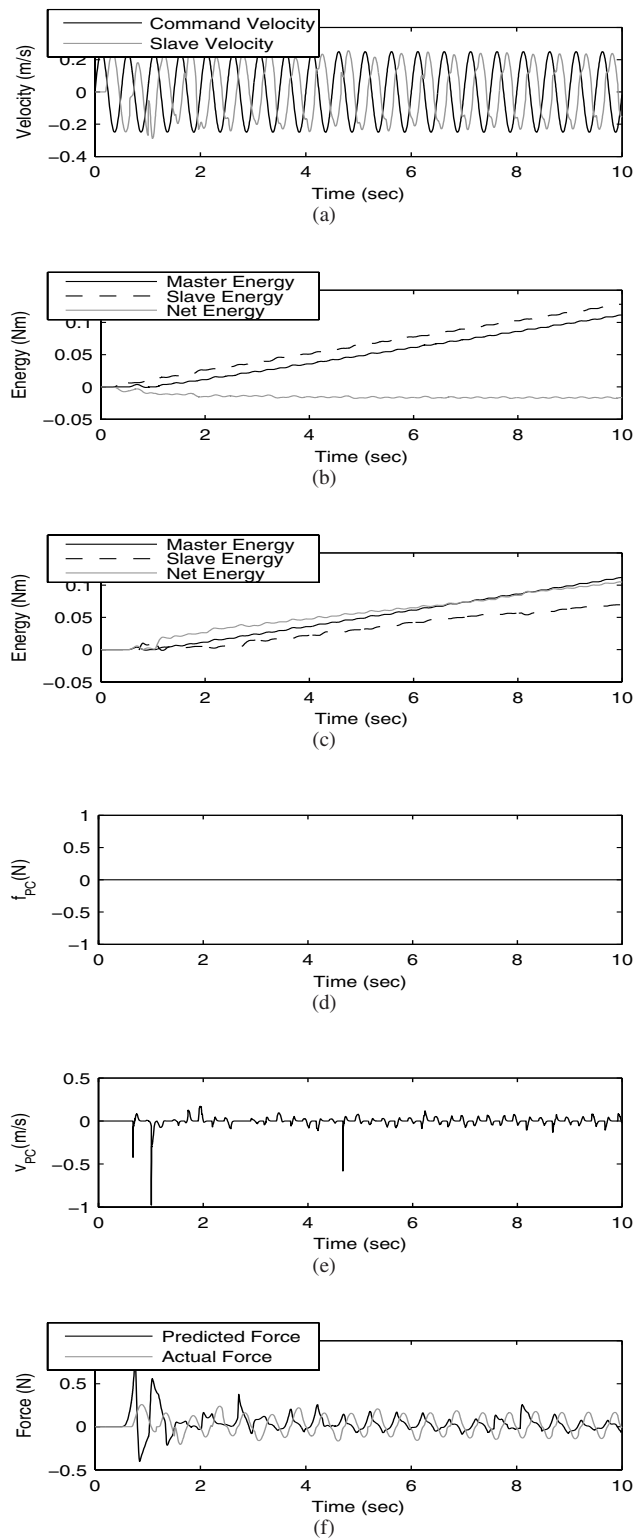 Command Velocity
Slave Velocity
0.2
0
−0.2
−0.4
Velocity (m/s)
0 2 4 6 8 10
Time (sec)
(a)
Master Energy
Slave Energy
Net Energy
0.1
0.05
0
−0.05
Energy (Nm)
0 2 4 6 8 10
Time (sec)
(b)
Master Energy
Slave Energy
Net Energy
0.1
0.05
0
−0.05
Energy (Nm)
0 2 4 6 8 10
Time (sec)
(c)
1
0.5
0
−0.5
−1
f_PC(N)
0 2 4 6 8 10
Time (sec)
(d)
0.5
0
−0.5
−1
v_PC(m/s)
0 2 4 6 8 10
Time (sec)
(e)
Predicted Force
Actual Force
0.5
0
−0.5
Force (N)
0 2 4 6 8 10
Time (sec)
(f)